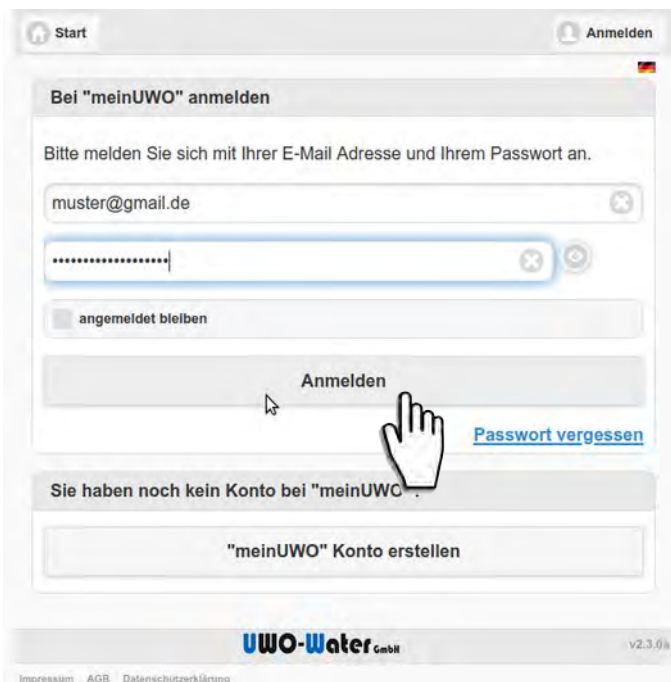 Start
Anmelden
Bei "meinUWO" anmelden
Bitte melden Sie sich mit Ihrer E-Mail Adresse und Ihrem Passwort an.
muster@gmail.de
•••••••••••••••••••
angemeldet bleiben
Anmelden
Passwort vergessen
Sie haben noch kein Konto bei "meinUWO" ?
"meinUWO" Konto erstellen
UWO-Water GmbH
v2.3.0a
Impressum AGB Datenschutzerklärung